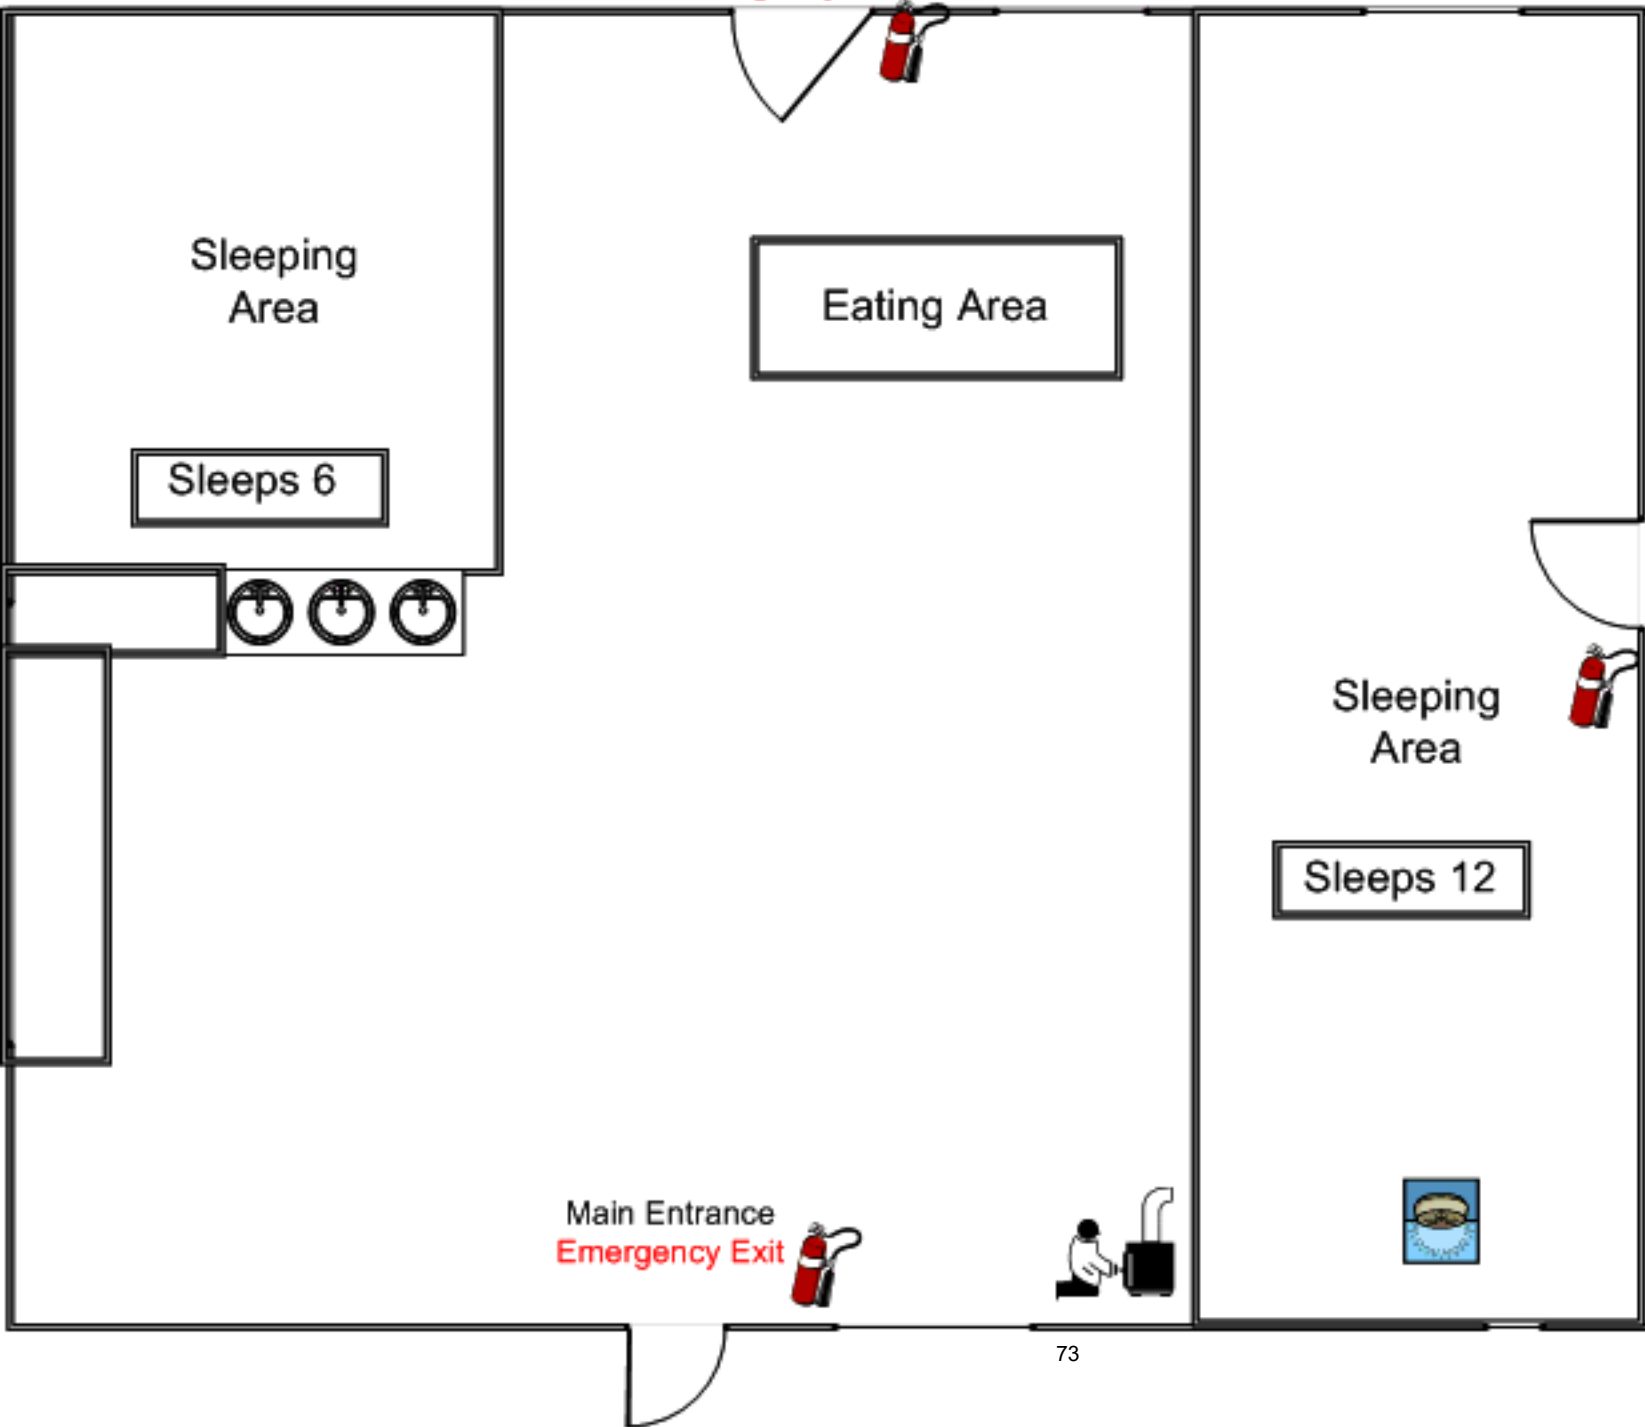 Sleeping
Area
Eating Area
Sleeps 6
Sleeping
Area
Sleeps 12
Main Entrance
Emergency Exit
73